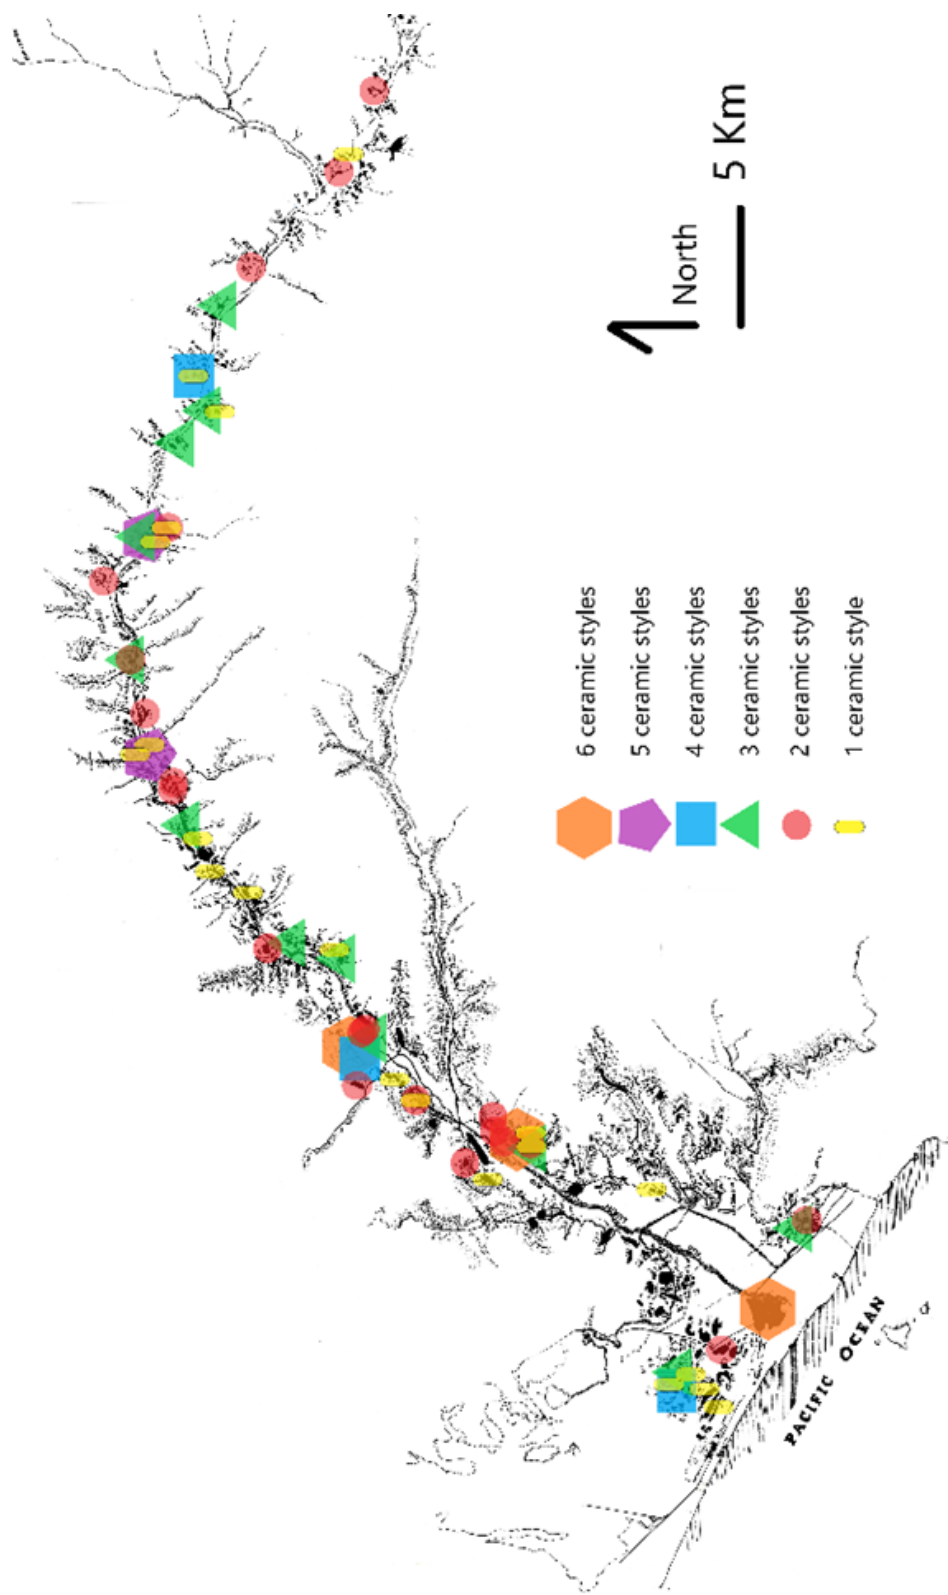 5 Km
North
6 ceramic styles
5 ceramic styles
4 ceramic styles
3 ceramic styles
2 ceramic styles
1 ceramic style
PACIFIC OCEAN